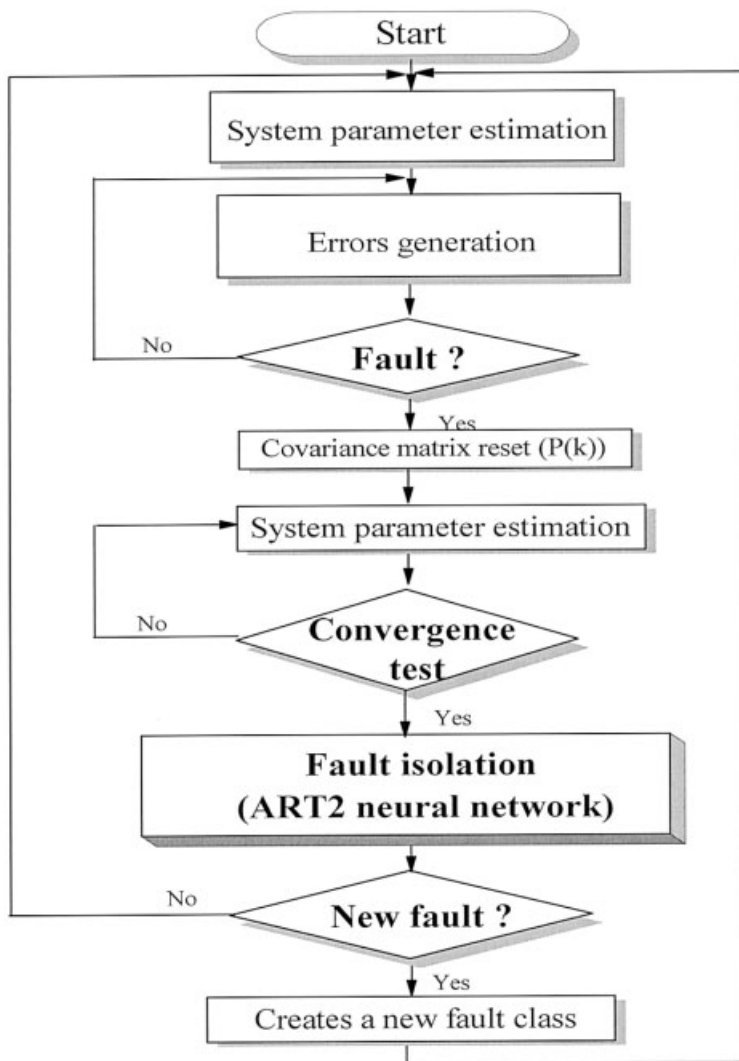 Start
System parameter estimation
Errors generation
No
Fault ?
Yes
Covariance matrix reset (P(k))
System parameter estimation
No
Convergence
test
Yes
Fault isolation
(ART2 neural network)
No
New fault ?
Yes
Creates a new fault class